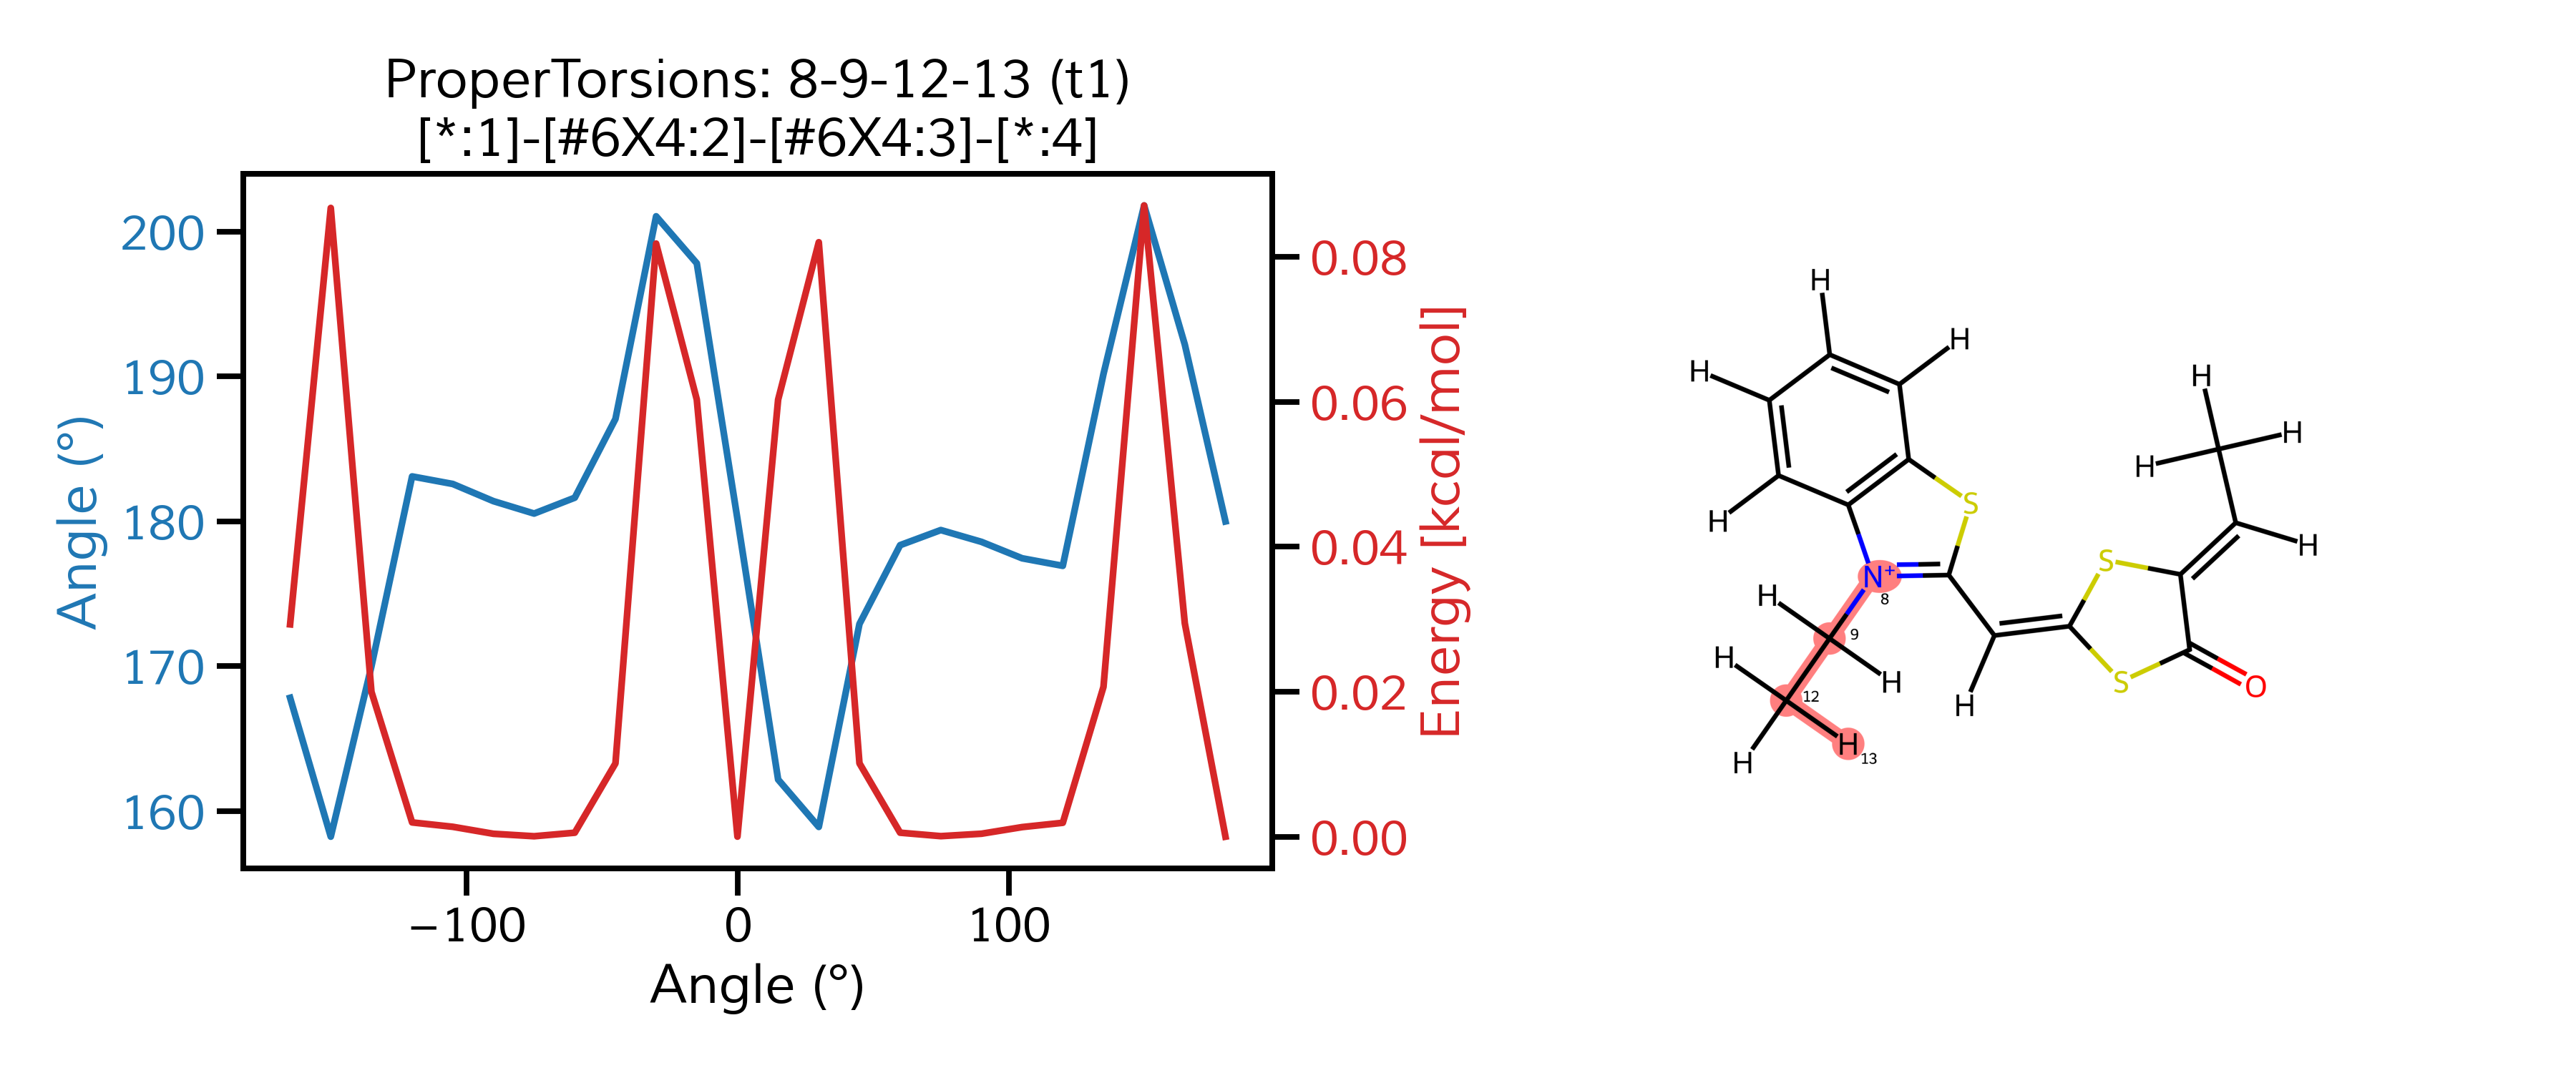 ProperTorsions: 8-9-12-13 (t1)
[*:1]-[#6X4:2]-[#6X4:3]-[*:4]
200
190
180
170
160
Angle (°)
−100
0
100
Angle (°)
0.08
0.06
0.04
0.02
0.00
Energy [kcal/mol]
H
H
H
H
H
H
S
H
H
S
N+
8
H
9
H
12
H
H
S
O
H
H
13
H